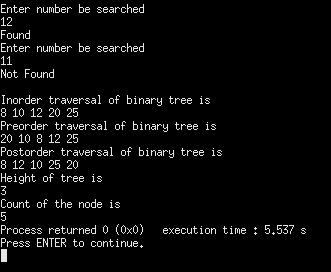 Enter number be searched
12
Found
Enter number be searched
11
Not Found
Inorder traversal of binary tree is
8 10 12 20 25
Preorder traversal of binary tree is
20 10 8 12 25
Postorder traversal of binary tree is
8 12 10 25 20
Height of tree is
3
Count of the node is
5
Process returned 0 (0x0)   execution time : 5.537 s
Press ENTER to continue.